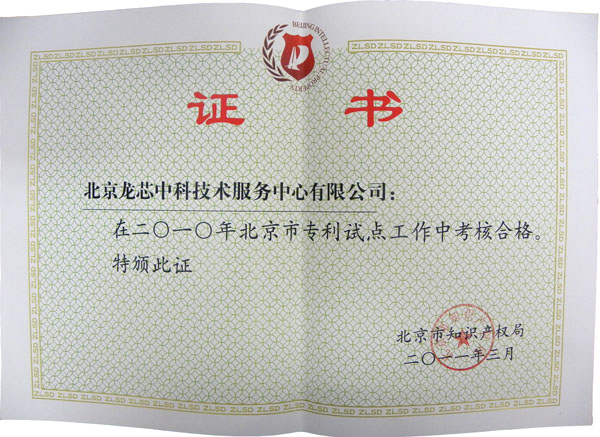 BEIJING INTELLECTUAL PROPERTY
证 书
北京龙芯中科技术服务中心有限公司：
在二〇一〇年北京市专利试点工作中考核合格。
特颁此证
北京市知识产权局
二〇一一年三月